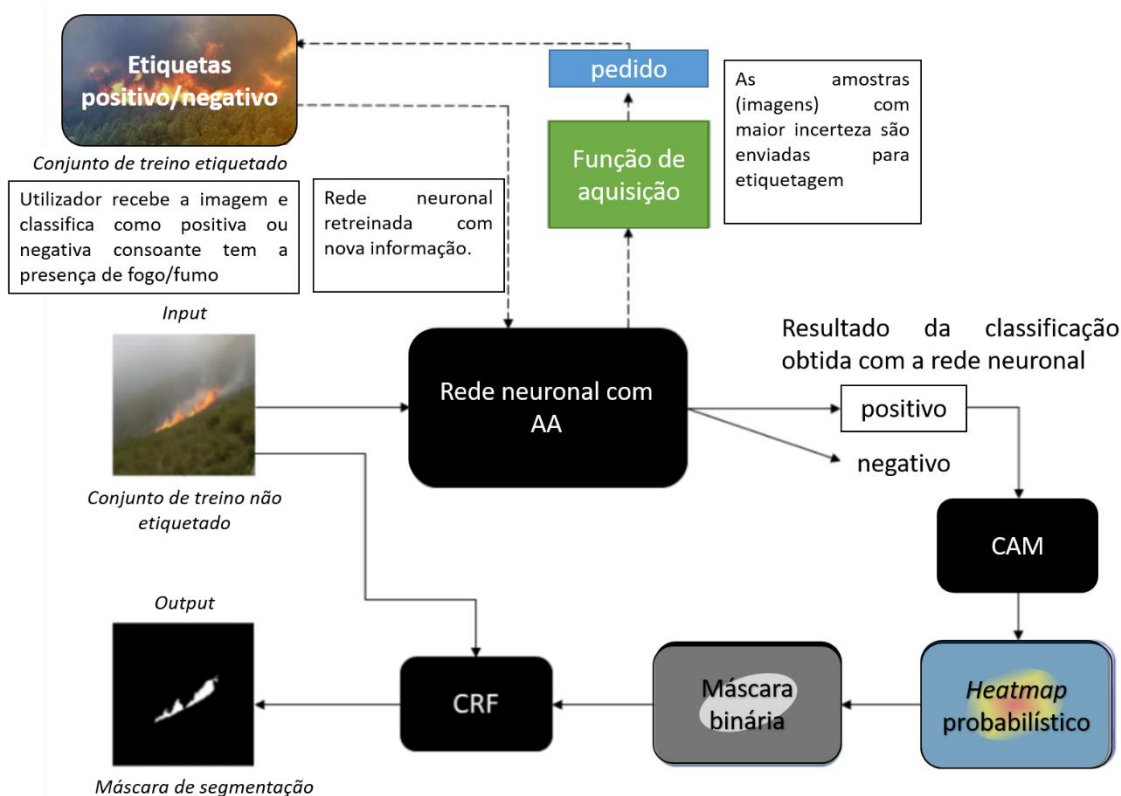 Etiquetas
positivo/negativo
Conjunto de treino etiquetado
pedido
As amostras
(imagens) com
maior incerteza são
enviadas para
etiquetagem
Função de
aquisição
Utilizador recebe a imagem e
classifica como positiva ou
negativa consoante tem a
presença de fogo/fumo
Rede neuronal
retreinada com
nova informação.
Input
Conjunto de treino não
etiquetado
Rede neuronal com
AA
Resultado da classificação
obtida com a rede neuronal
positivo
negativo
CAM
Heatmap
probabilístico
Máscara
binária
CRF
Output
Máscara de segmentação